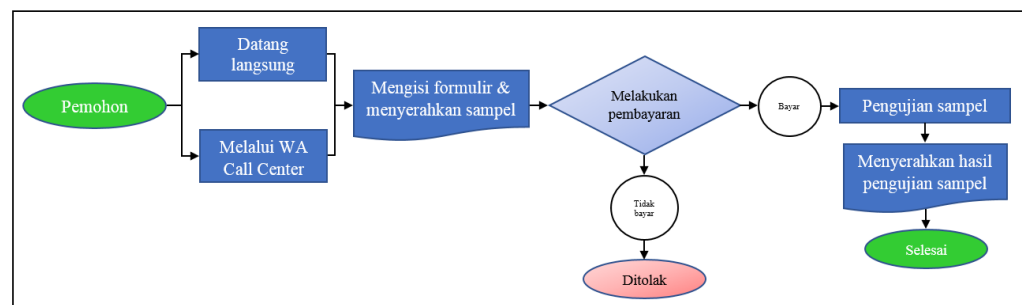 Pemohon
Datang
langsung
Melalui WA
Call Center
Mengisi formulir &
menyerahkan sampel
Melakukan
pembayaran
Bayar
Tidak
bayar
Ditolak
Pengujian sampel
Menyerahkan hasil
pengujian sampel
Selesai